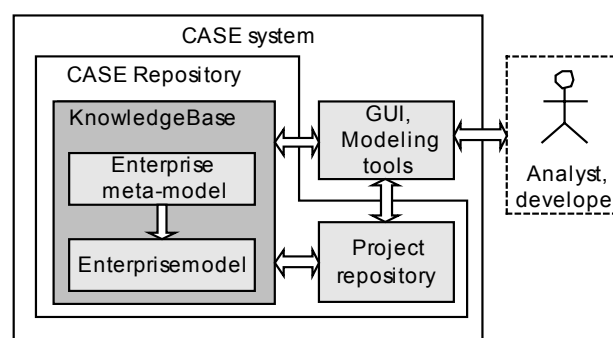 CASE system
CASE Repository
KnowledgeBase
Enterprise
meta-model
Enterprisemodel
GUI,
Modeling
tools
Project
repository
Analyst,
develope